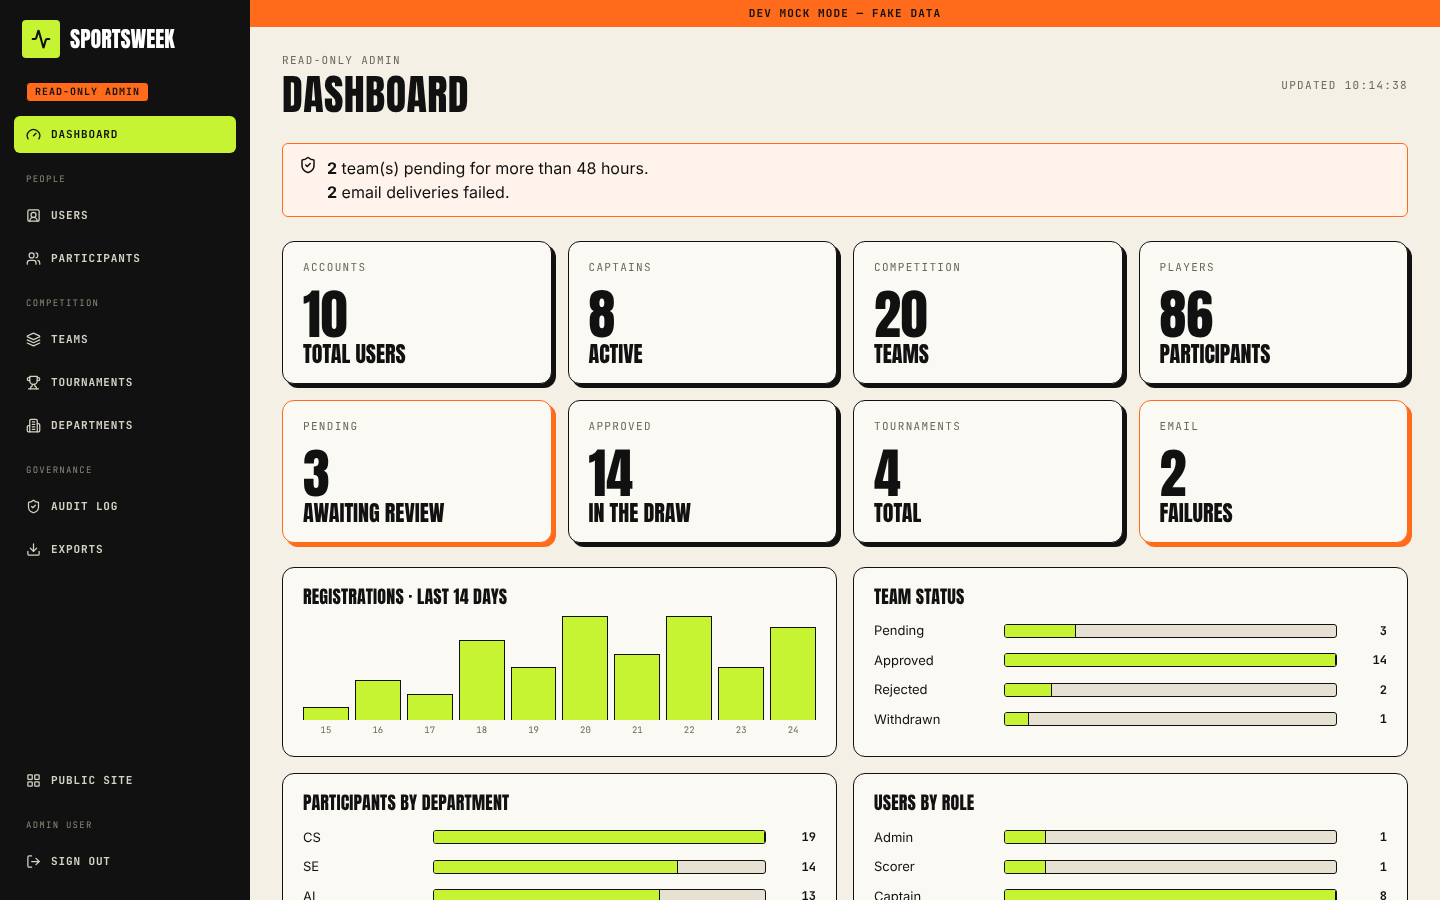 SPORTSWEEK
READ-ONLY ADMIN
DASHBOARD
PEOPLE
USERS
PARTICIPANTS
COMPETITION
TEAMS
TOURNAMENTS
DEPARTMENTS
GOVERNANCE
AUDIT LOG
EXPORTS
PUBLIC SITE
ADMIN USER
SIGN OUT
DEV MOCK MODE — FAKE DATA
READ-ONLY ADMIN
DASHBOARD
UPDATED 10:14:38
2 team(s) pending for more than 48 hours.
2 email deliveries failed.
ACCOUNTS
10
TOTAL USERS
CAPTAINS
8
ACTIVE
COMPETITION
20
TEAMS
PLAYERS
86
PARTICIPANTS
PENDING
3
AWAITING REVIEW
APPROVED
14
IN THE DRAW
TOURNAMENTS
4
TOTAL
EMAIL
2
FAILURES
REGISTRATIONS · LAST 14 DAYS
15 16 17 18 19 20 21 22 23 24
TEAM STATUS
Pending 3
Approved 14
Rejected 2
Withdrawn 1
PARTICIPANTS BY DEPARTMENT
CS 19
SE 14
AI 13
USERS BY ROLE
Admin 1
Scorer 1
Captain 8